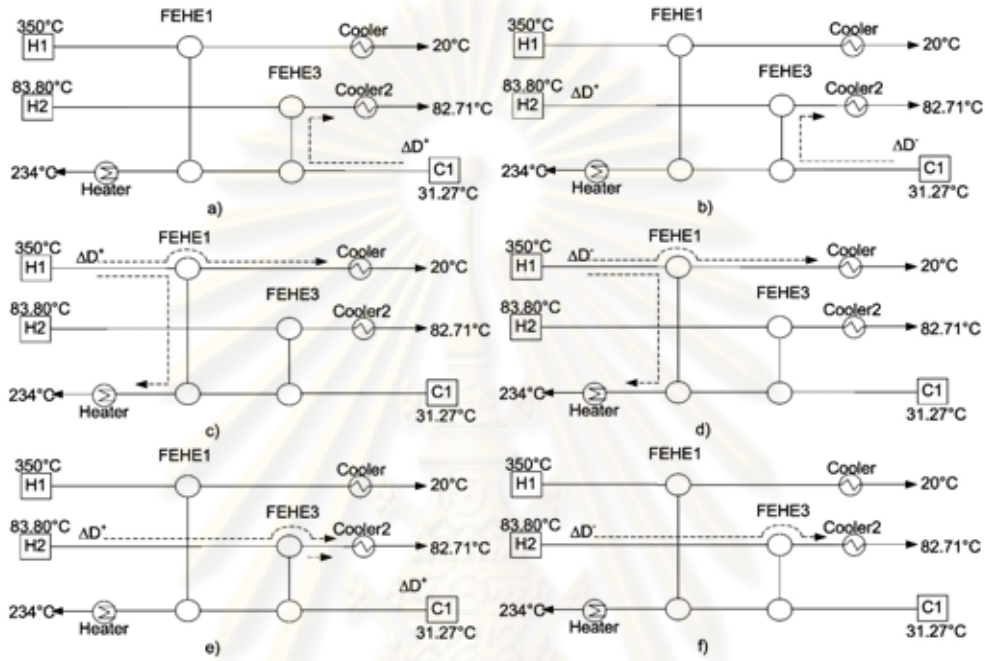 FEHE1
350°C
H1
Cooler
20°C
FEHE3
83.80°C
H2
Cooler2
82.71°C
ΔD⁺
234°C
Heater
C1
31.27°C
a)
FEHE1
350°C
H1
Cooler
20°C
FEHE3
83.80°C
H2
ΔD⁺
Cooler2
82.71°C
ΔD⁻
234°C
Heater
C1
31.27°C
b)
FEHE1
350°C
H1
ΔD⁺
Cooler
20°C
FEHE3
83.80°C
H2
Cooler2
82.71°C
234°C
Heater
C1
31.27°C
c)
FEHE1
350°C
H1
ΔD⁻
Cooler
20°C
FEHE3
83.80°C
H2
Cooler2
82.71°C
234°C
Heater
C1
31.27°C
d)
FEHE1
350°C
H1
Cooler
20°C
FEHE3
83.80°C
H2
ΔD⁺
Cooler2
82.71°C
ΔD⁺
234°C
Heater
C1
31.27°C
e)
FEHE1
350°C
H1
Cooler
20°C
FEHE3
83.80°C
H2
ΔD⁻
Cooler2
82.71°C
234°C
Heater
C1
31.27°C
f)